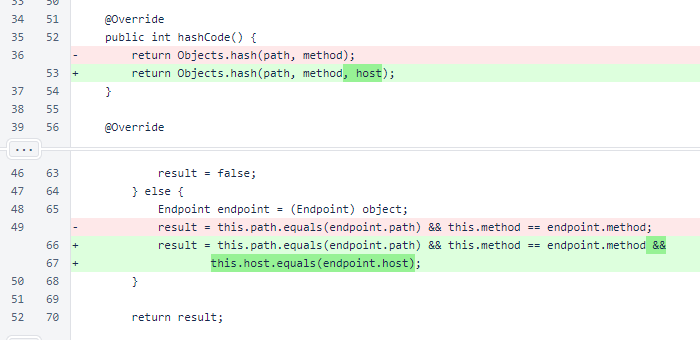 33 50
34 51 @Override
35 52 public int hashCode() {
36 - return Objects.hash(path, method);
53 + return Objects.hash(path, method, host);
37 54 }
38 55
39 56 @Override
...
46 63 result = false;
47 64 } else {
48 65 Endpoint endpoint = (Endpoint) object;
49 - result = this.path.equals(endpoint.path) && this.method == endpoint.method;
66 + result = this.path.equals(endpoint.path) && this.method == endpoint.method &&
67 + this.host.equals(endpoint.host);
50 68 }
51 69
52 70 return result;